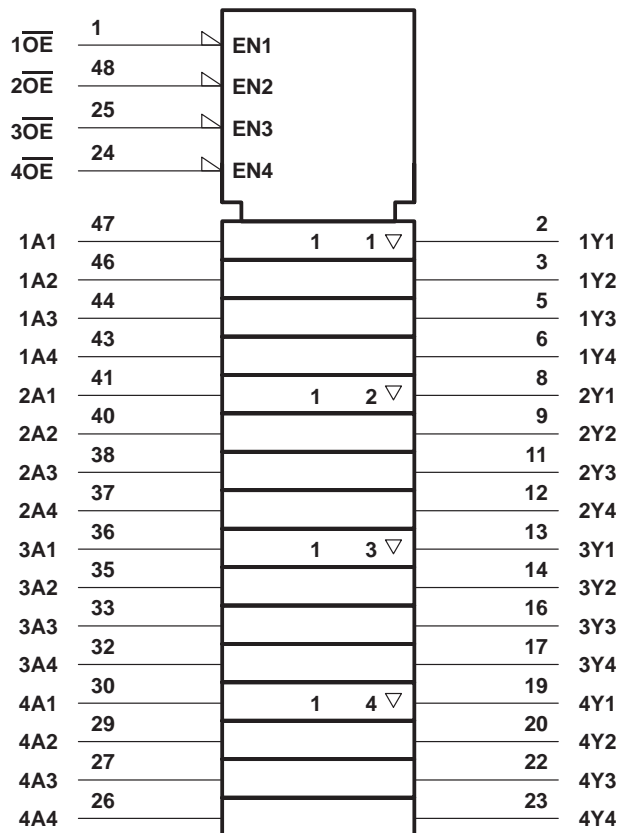 1OE 1 EN1
2OE 48 EN2
3OE 25 EN3
4OE 24 EN4
1A1 47 1 1 ▽ 2 1Y1
1A2 46 3 1Y2
1A3 44 5 1Y3
1A4 43 6 1Y4
2A1 41 1 2 ▽ 8 2Y1
2A2 40 9 2Y2
2A3 38 11 2Y3
2A4 37 12 2Y4
3A1 36 1 3 ▽ 13 3Y1
3A2 35 14 3Y2
3A3 33 16 3Y3
3A4 32 17 3Y4
4A1 30 1 4 ▽ 19 4Y1
4A2 29 20 4Y2
4A3 27 22 4Y3
4A4 26 23 4Y4